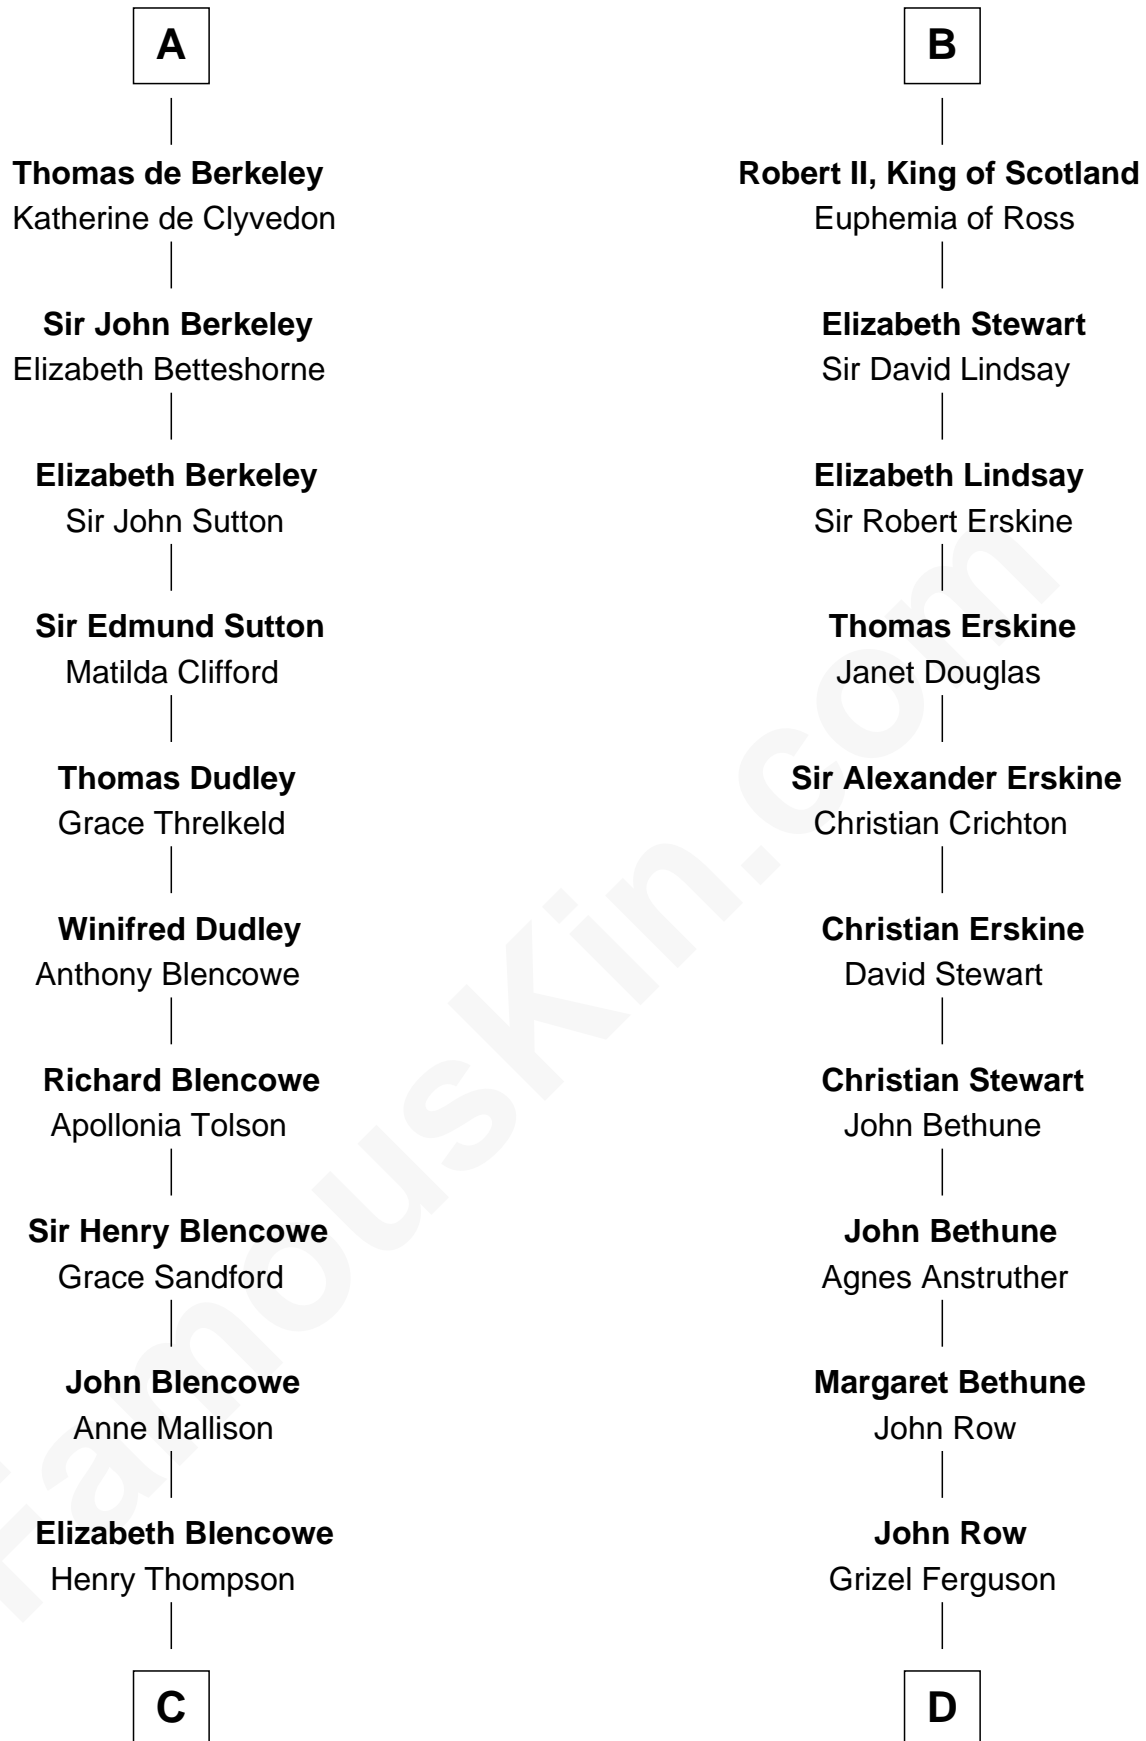 A
Thomas de Berkeley
Katherine de Clyvedon
Sir John Berkeley
Elizabeth Betteshorne
Elizabeth Berkeley
Sir John Sutton
Sir Edmund Sutton
Matilda Clifford
Thomas Dudley
Grace Threlkeld
Winifred Dudley
Anthony Blencowe
Richard Blencowe
Apollonia Tolson
Sir Henry Blencowe
Grace Sandford
John Blencowe
Anne Mallison
Elizabeth Blencowe
Henry Thompson
C
B
Robert II, King of Scotland
Euphemia of Ross
Elizabeth Stewart
Sir David Lindsay
Elizabeth Lindsay
Sir Robert Erskine
Thomas Erskine
Janet Douglas
Sir Alexander Erskine
Christian Crichton
Christian Erskine
David Stewart
Christian Stewart
John Bethune
John Bethune
Agnes Anstruther
Margaret Bethune
John Row
John Row
Grizel Ferguson
D
FamousKin.com